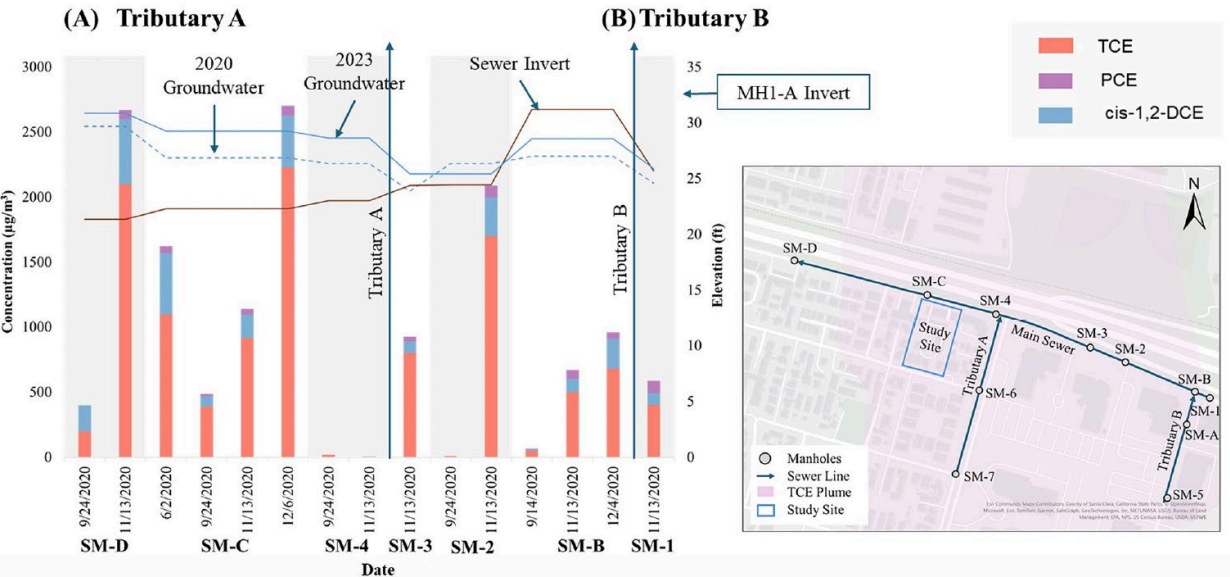 (A) Tributary A
(B) Tributary B
3000
2500
2000
1500
1000
500
0
Concentration (µg/m³)
2020
Groundwater
2023
Groundwater
Sewer Invert
Tributary A
Tributary B
35
30
25
20
15
10
5
0
Elevation (ft)
MH1-A Invert
TCE
PCE
cis-1,2-DCE
9/24/2020
11/13/2020
6/2/2020
9/24/2020
11/13/2020
12/6/2020
9/24/2020
11/13/2020
11/13/2020
9/24/2020
11/13/2020
9/14/2020
11/13/2020
12/4/2020
11/13/2020
SM-D
SM-C
SM-4
SM-3
SM-2
SM-B
SM-1
Date
N
SM-D
SM-C
SM-4
SM-3
SM-2
SM-B
SM-1
SM-A
SM-5
SM-6
SM-7
Study
Site
Main Sewer
Tributary A
Tributary B
Manholes
Sewer Line
TCE Plume
Study Site